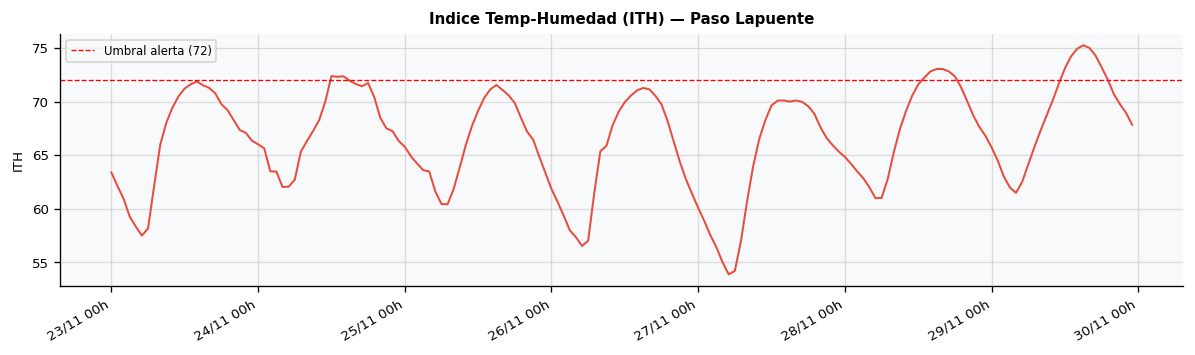 Indice Temp-Humedad (ITH) — Paso Lapuente
Umbral alerta (72)
ITH
75
70
65
60
55
23/11 00h
24/11 00h
25/11 00h
26/11 00h
27/11 00h
28/11 00h
29/11 00h
30/11 00h